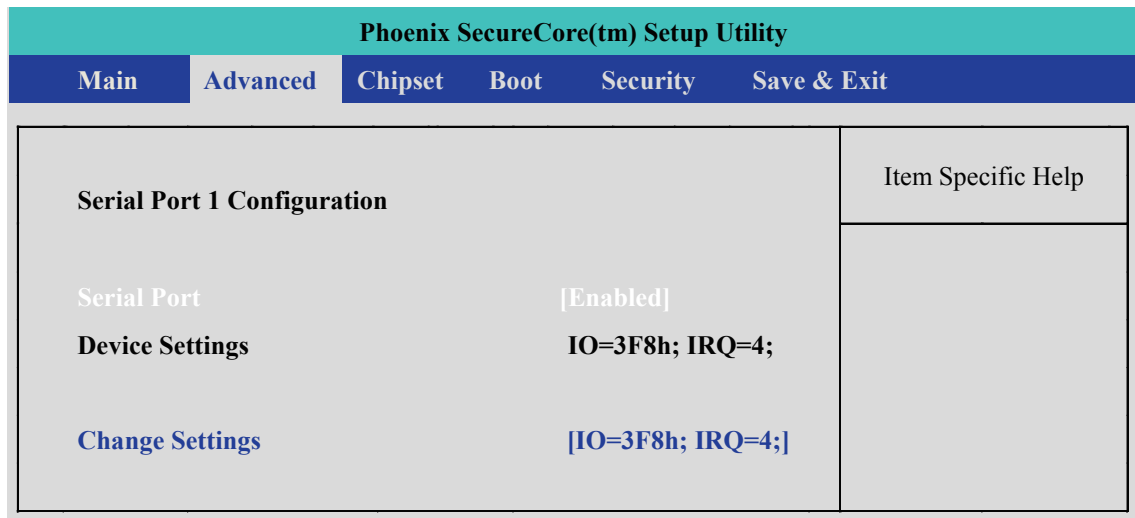 Phoenix SecureCore(tm) Setup Utility
Main Advanced Chipset Boot Security Save & Exit
Serial Port 1 Configuration
Item Specific Help
Serial Port [Enabled]
Device Settings IO=3F8h; IRQ=4;
Change Settings [IO=3F8h; IRQ=4;]